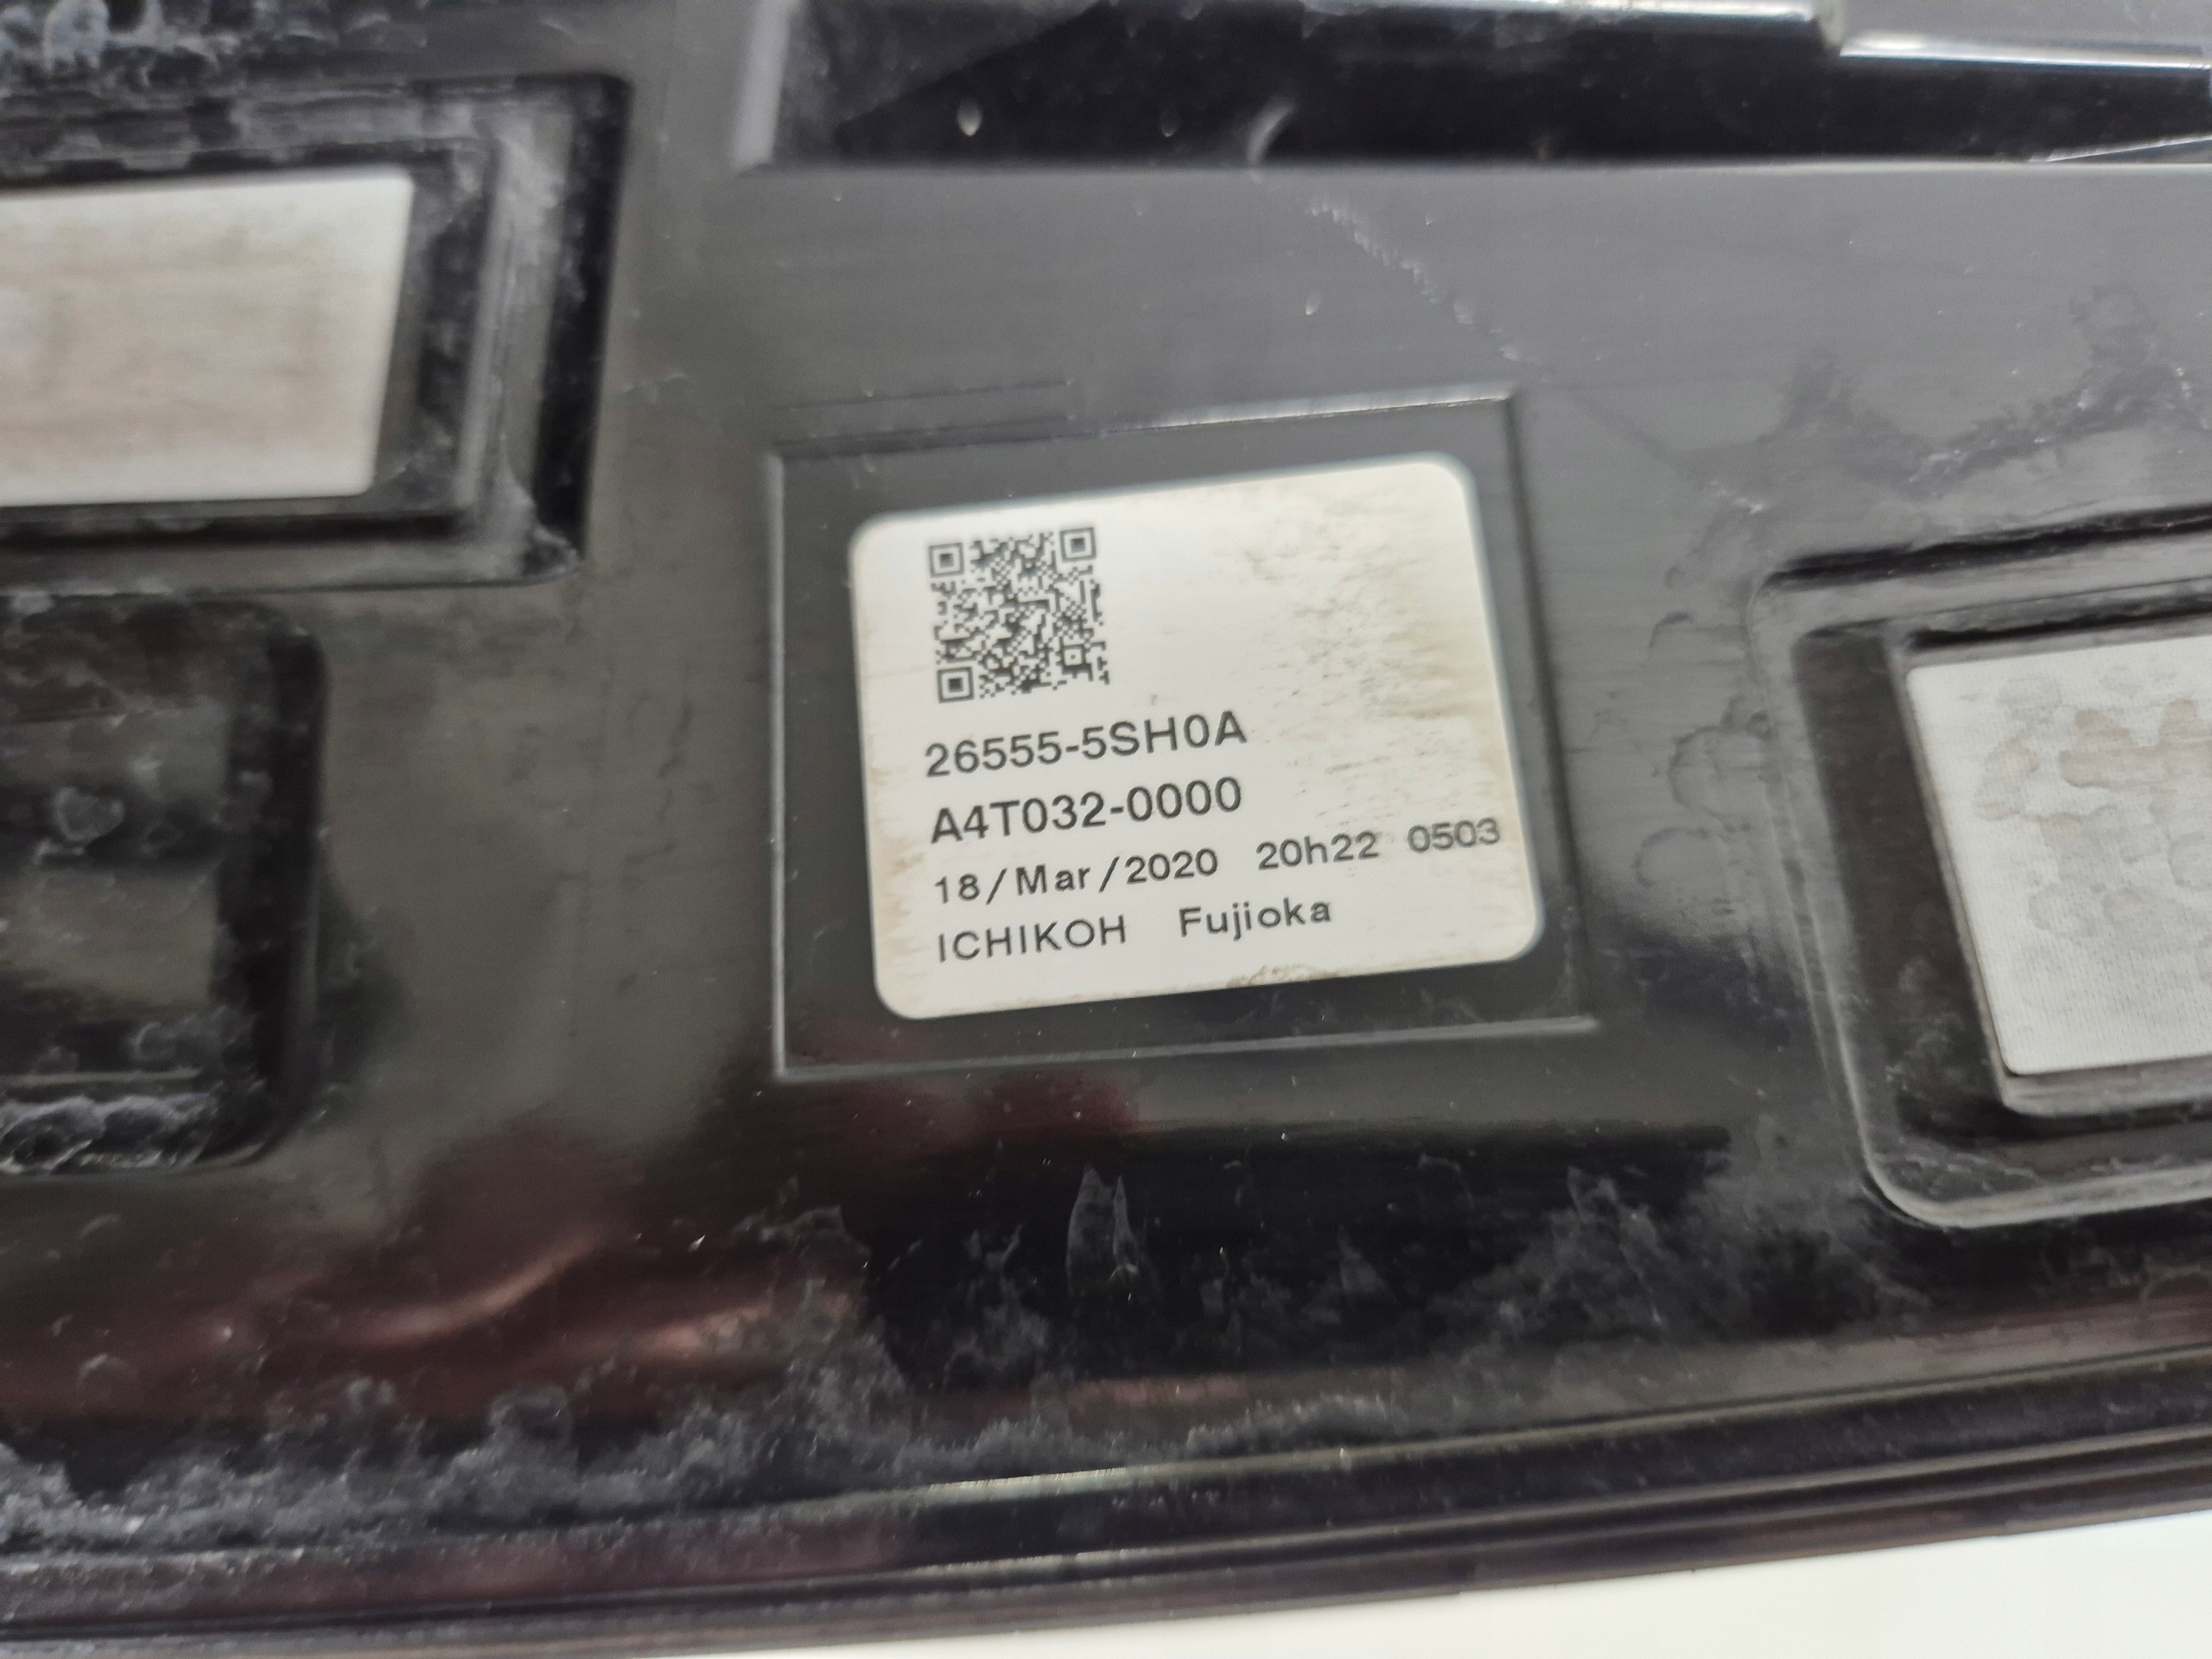 26555-5SH0A
A4T032-0000
18/Mar/2020 20h22 0503
ICHIKOH Fujioka